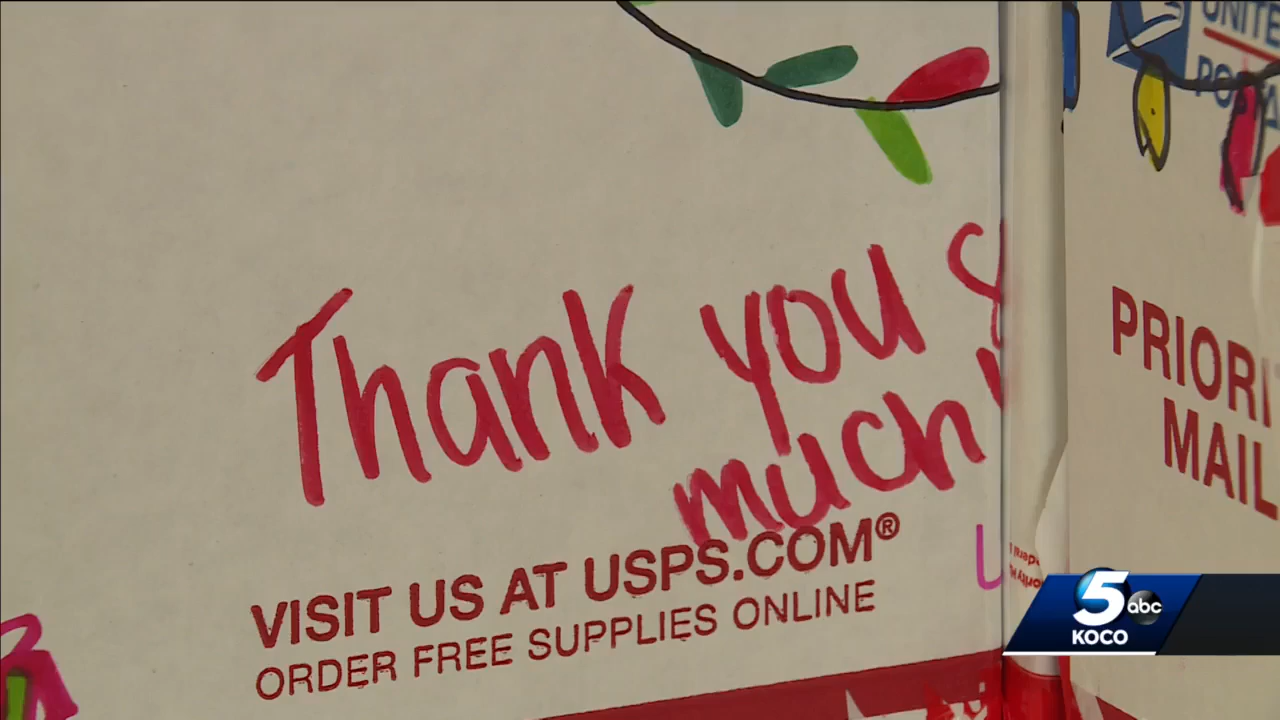 Thank you
much!
VISIT US AT USPS.COM®
ORDER FREE SUPPLIES ONLINE
PRIORI
MAIL
5 abc
KOCO